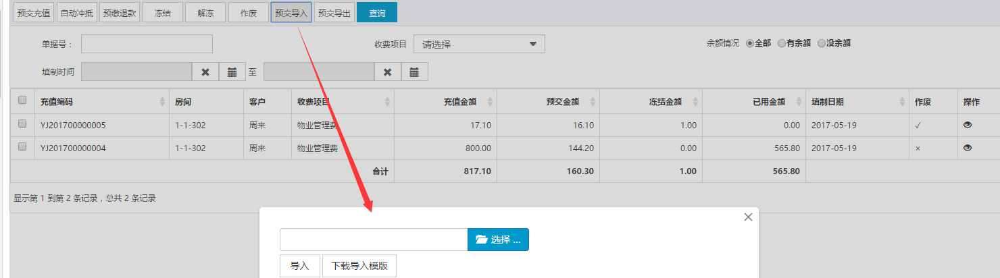 预交充值 自动冲抵 预缴退款 冻结 解冻 作废 预交导入 预交导出 查询
单据号： 收费项目 请选择 余额情况 全部 有余额 没余额
填制时间 至
充值编码 房间 客户 收费项目 充值金额 预交金额 冻结金额 已用金额 填制日期 作废 操作
YJ201700000005 1-1-302 周来 物业管理费 17.10 16.10 1.00 0.00 2017-05-19 ✓
YJ201700000004 1-1-302 周来 物业管理费 800.00 144.20 0.00 565.80 2017-05-19 ×
合计 817.10 160.30 1.00 565.80
显示第 1 到第 2 条记录，总共 2 条记录
选择 ...
导入 下载导入模版